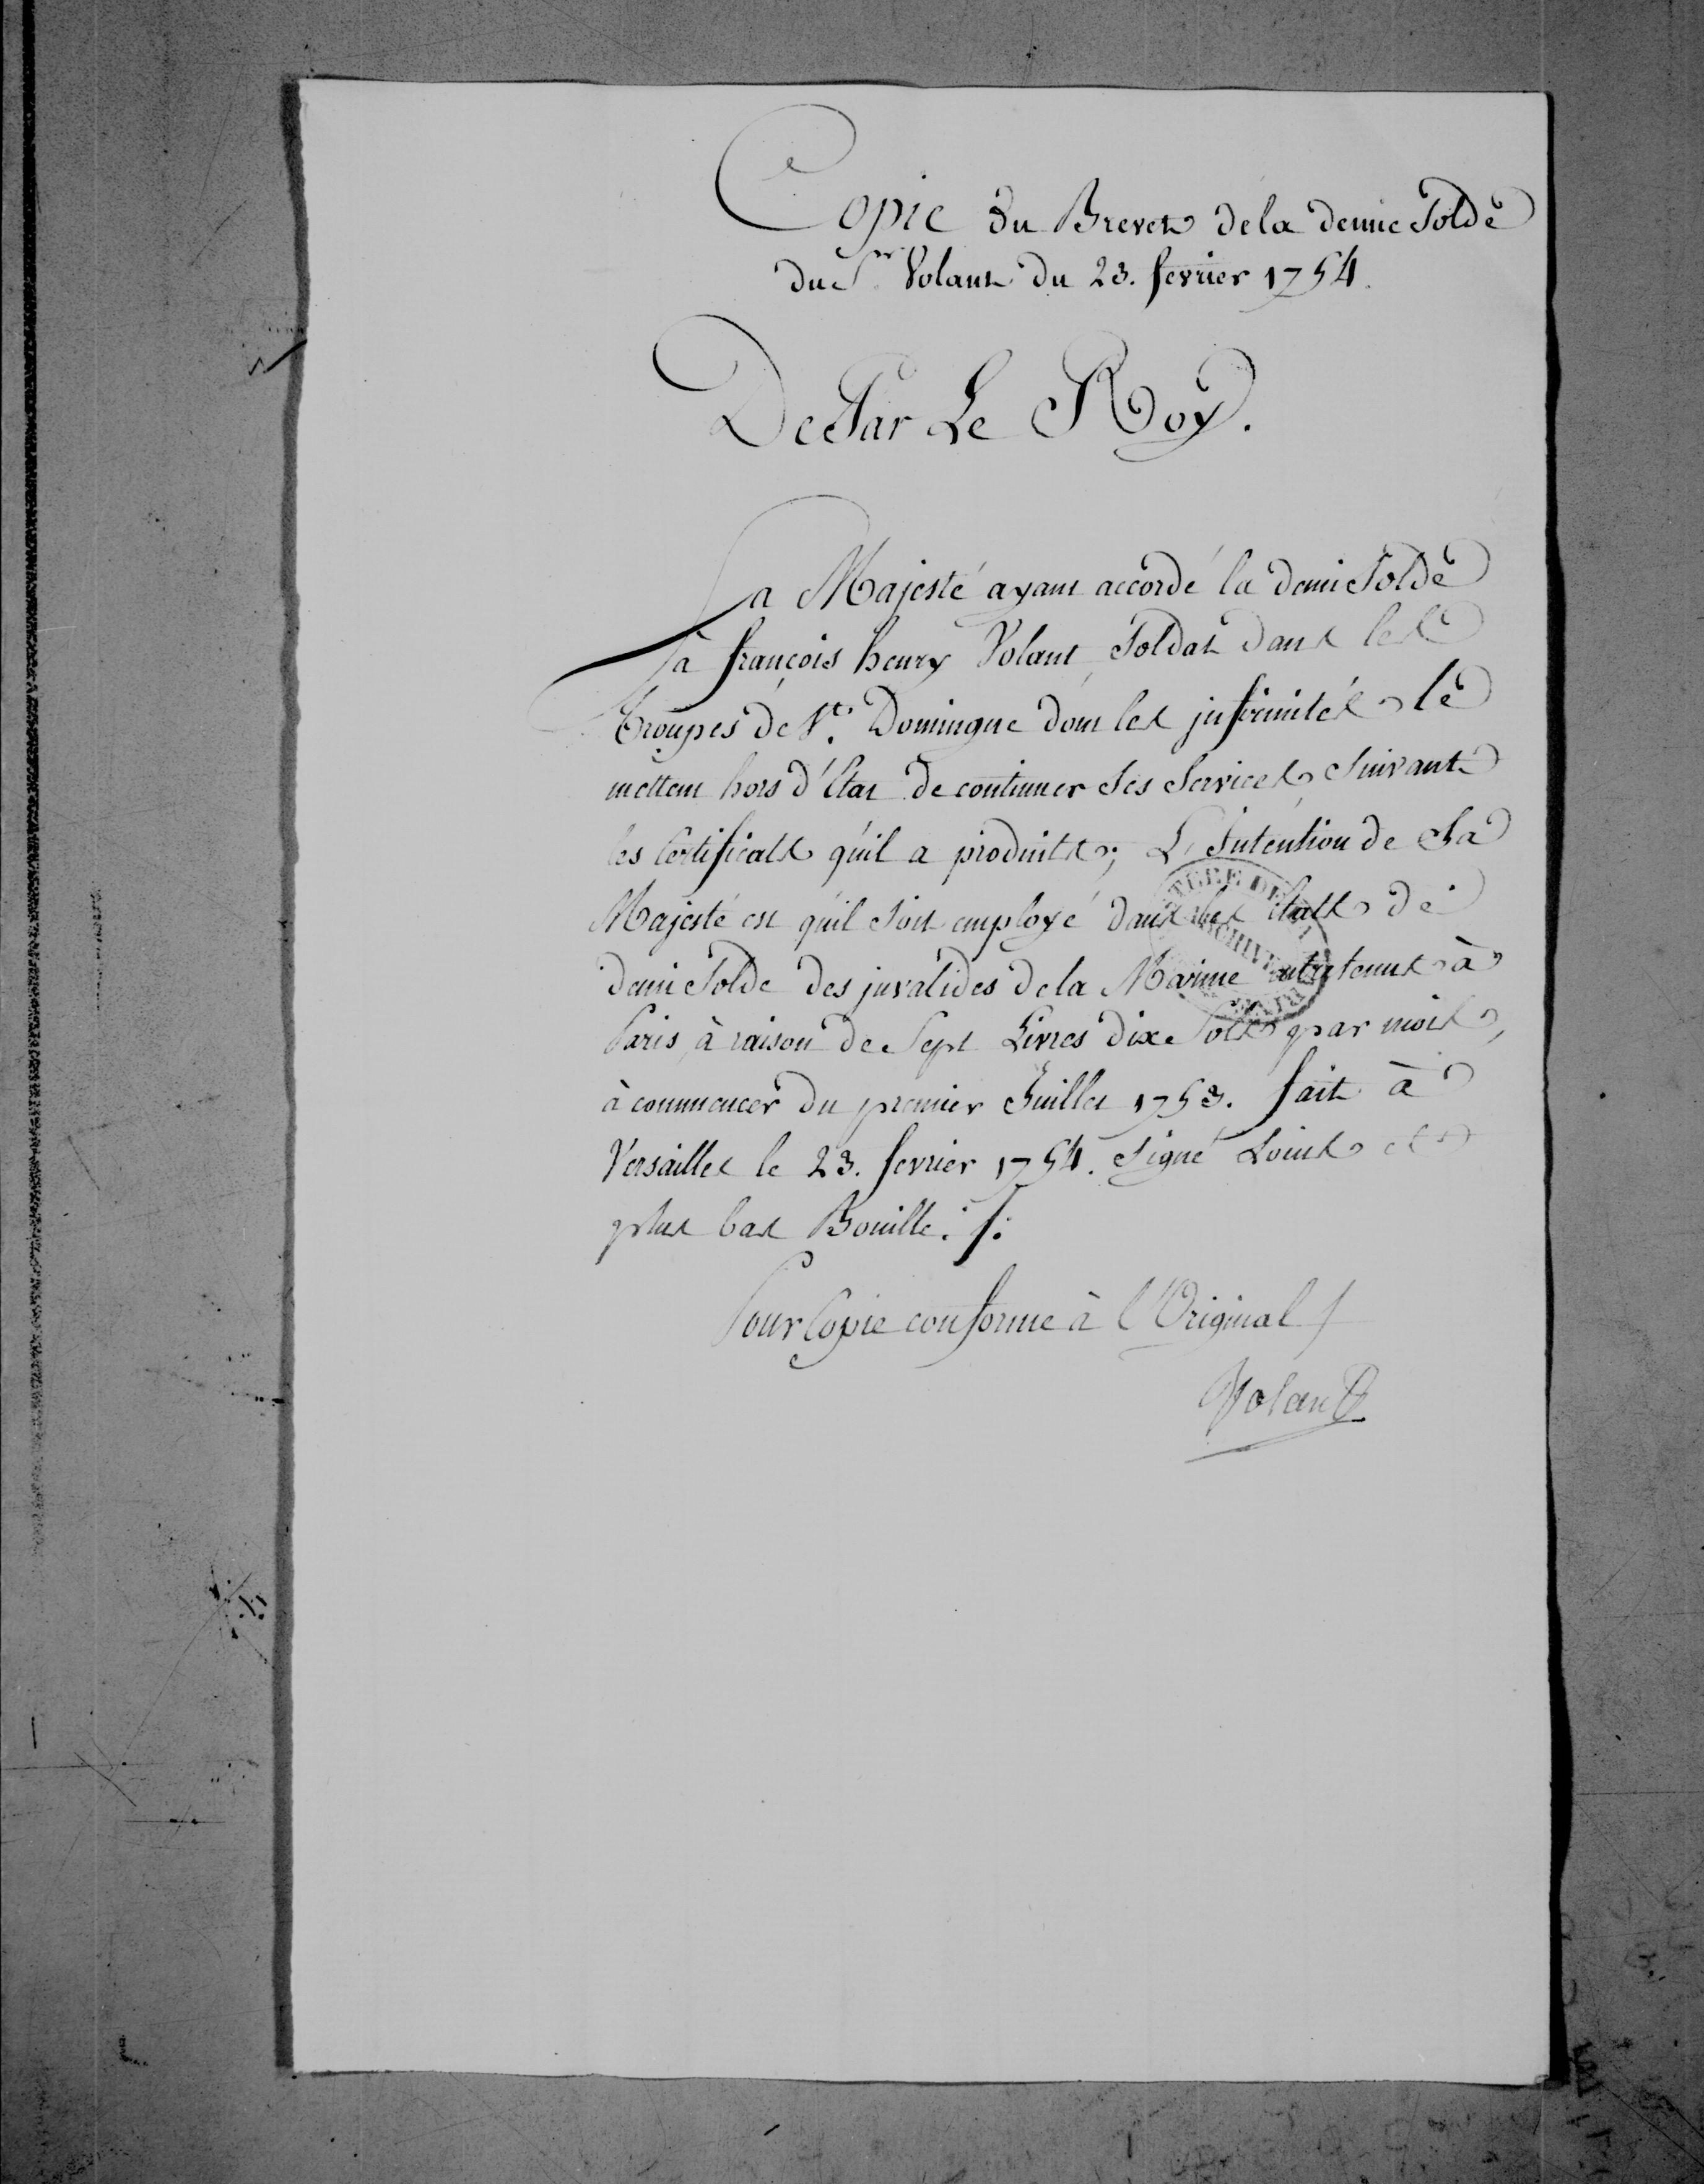 Copie du Brevet dela demie Solde
du Sr. Volant du 23. fevrier 1754.
De Par Le Roy.
Sa Majesté ayant accordé la demi Solde
à françois henry Volant, Soldat dans les
troupes de St. Domingue dont les jnfirmités le
mettent hors d'Etat de continuer Ses Services, Suivant
les Certificats qu'il a produits; L'Intention de Sa
Majesté est qu'il Soit employé dans les états de
demi Solde des jnvalides dela Marine entretenus à
Paris, à raison de Sept Livres dix Sols par mois,
à commencer du premier Juillet 1753. fait à
Versailles le 23. fevrier 1754. Signé Louis et
plus bas Bouille. /.
Pour Copie conforme à l'Original /
Volant